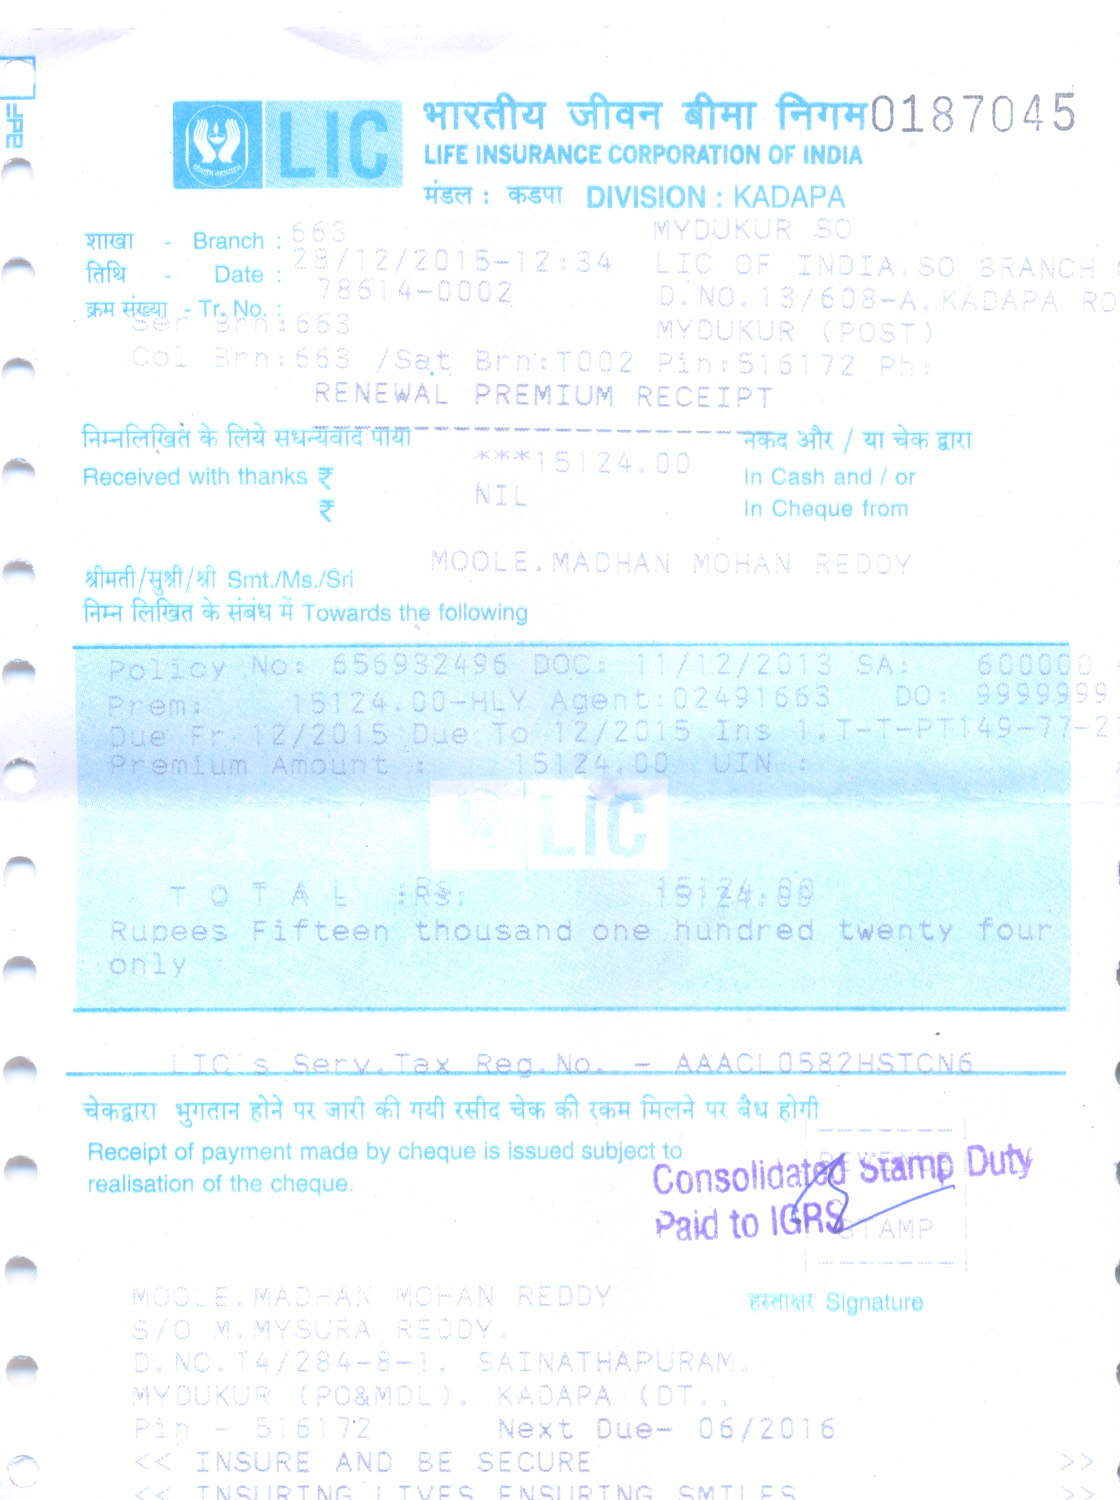 LIC
भारतीय जीवन बीमा निगम 0187045
LIFE INSURANCE CORPORATION OF INDIA
मंडल : कडपा DIVISION : KADAPA
शाखा - Branch : 663 MYDUKUR SO
तिथि - Date : 28/12/2015-12:34 LIC OF INDIA.SO BRANCH
क्रम संख्या - Tr. No. : 78614-0002 D.NO.13/608-A.KADAPA RO
Ser Brn:663 MYDUKUR (POST)
Col Brn:663 /Sat Brn:T002 Pin:516172 Ph:
RENEWAL PREMIUM RECEIPT
निम्नलिखित के लिये सधन्यवाद पाया ***15124.00 नकद और / या चेक द्वारा
Received with thanks ₹ In Cash and / or
₹ NIL In Cheque from
श्रीमती/सुश्री/श्री Smt./Ms./Sri MOOLE.MADHAN MOHAN REDDY
निम्न लिखित के संबंध में Towards the following
Policy No: 656932496 DOC: 11/12/2013 SA: 600000
Prem: 15124.00-HLY Agent:02491663 DO: 9999999
Due Fr 12/2015 Due To 12/2015 Ins 1.T-T-PT149-77-2
Premium Amount : 15124.00 UIN :
LIC
T O T A L :Rs: 15124.00
Rupees Fifteen thousand one hundred twenty four
only
LIC's Serv.Tax Reg.No. - AAACL0582HSTCN6
चेकद्वारा भुगतान होने पर जारी की गयी रसीद चेक की रकम मिलने पर वैध होगी
Receipt of payment made by cheque is issued subject to
realisation of the cheque.
REVENUE
STAMP
Consolidated Stamp Duty
Paid to IGRS
हस्ताक्षर Signature
MOOLE.MADHAN MOHAN REDDY
S/O M.MYSURA REDDY.
D.NO.14/284-8-1, SAINATHAPURAM.
MYDUKUR (PO&MDL). KADAPA (DT.,
Pin - 516172 Next Due- 06/2016
<< INSURE AND BE SECURE >>
<< INSURING LIVES ENSURING SMILES >>